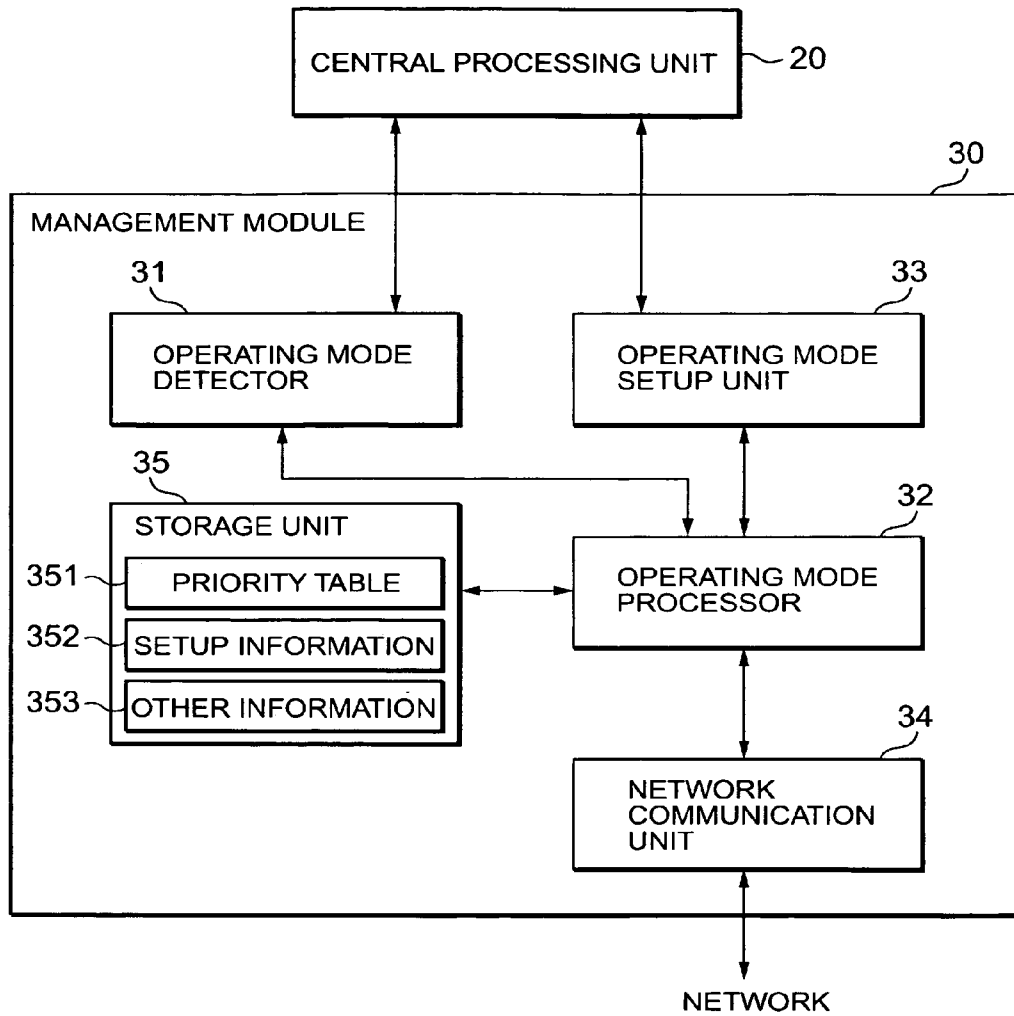 CENTRAL PROCESSING UNIT
20
30
MANAGEMENT MODULE
31
OPERATING MODE
DETECTOR
33
OPERATING MODE
SETUP UNIT
35
STORAGE UNIT
351
PRIORITY TABLE
352
SETUP INFORMATION
353
OTHER INFORMATION
32
OPERATING MODE
PROCESSOR
34
NETWORK
COMMUNICATION
UNIT
NETWORK